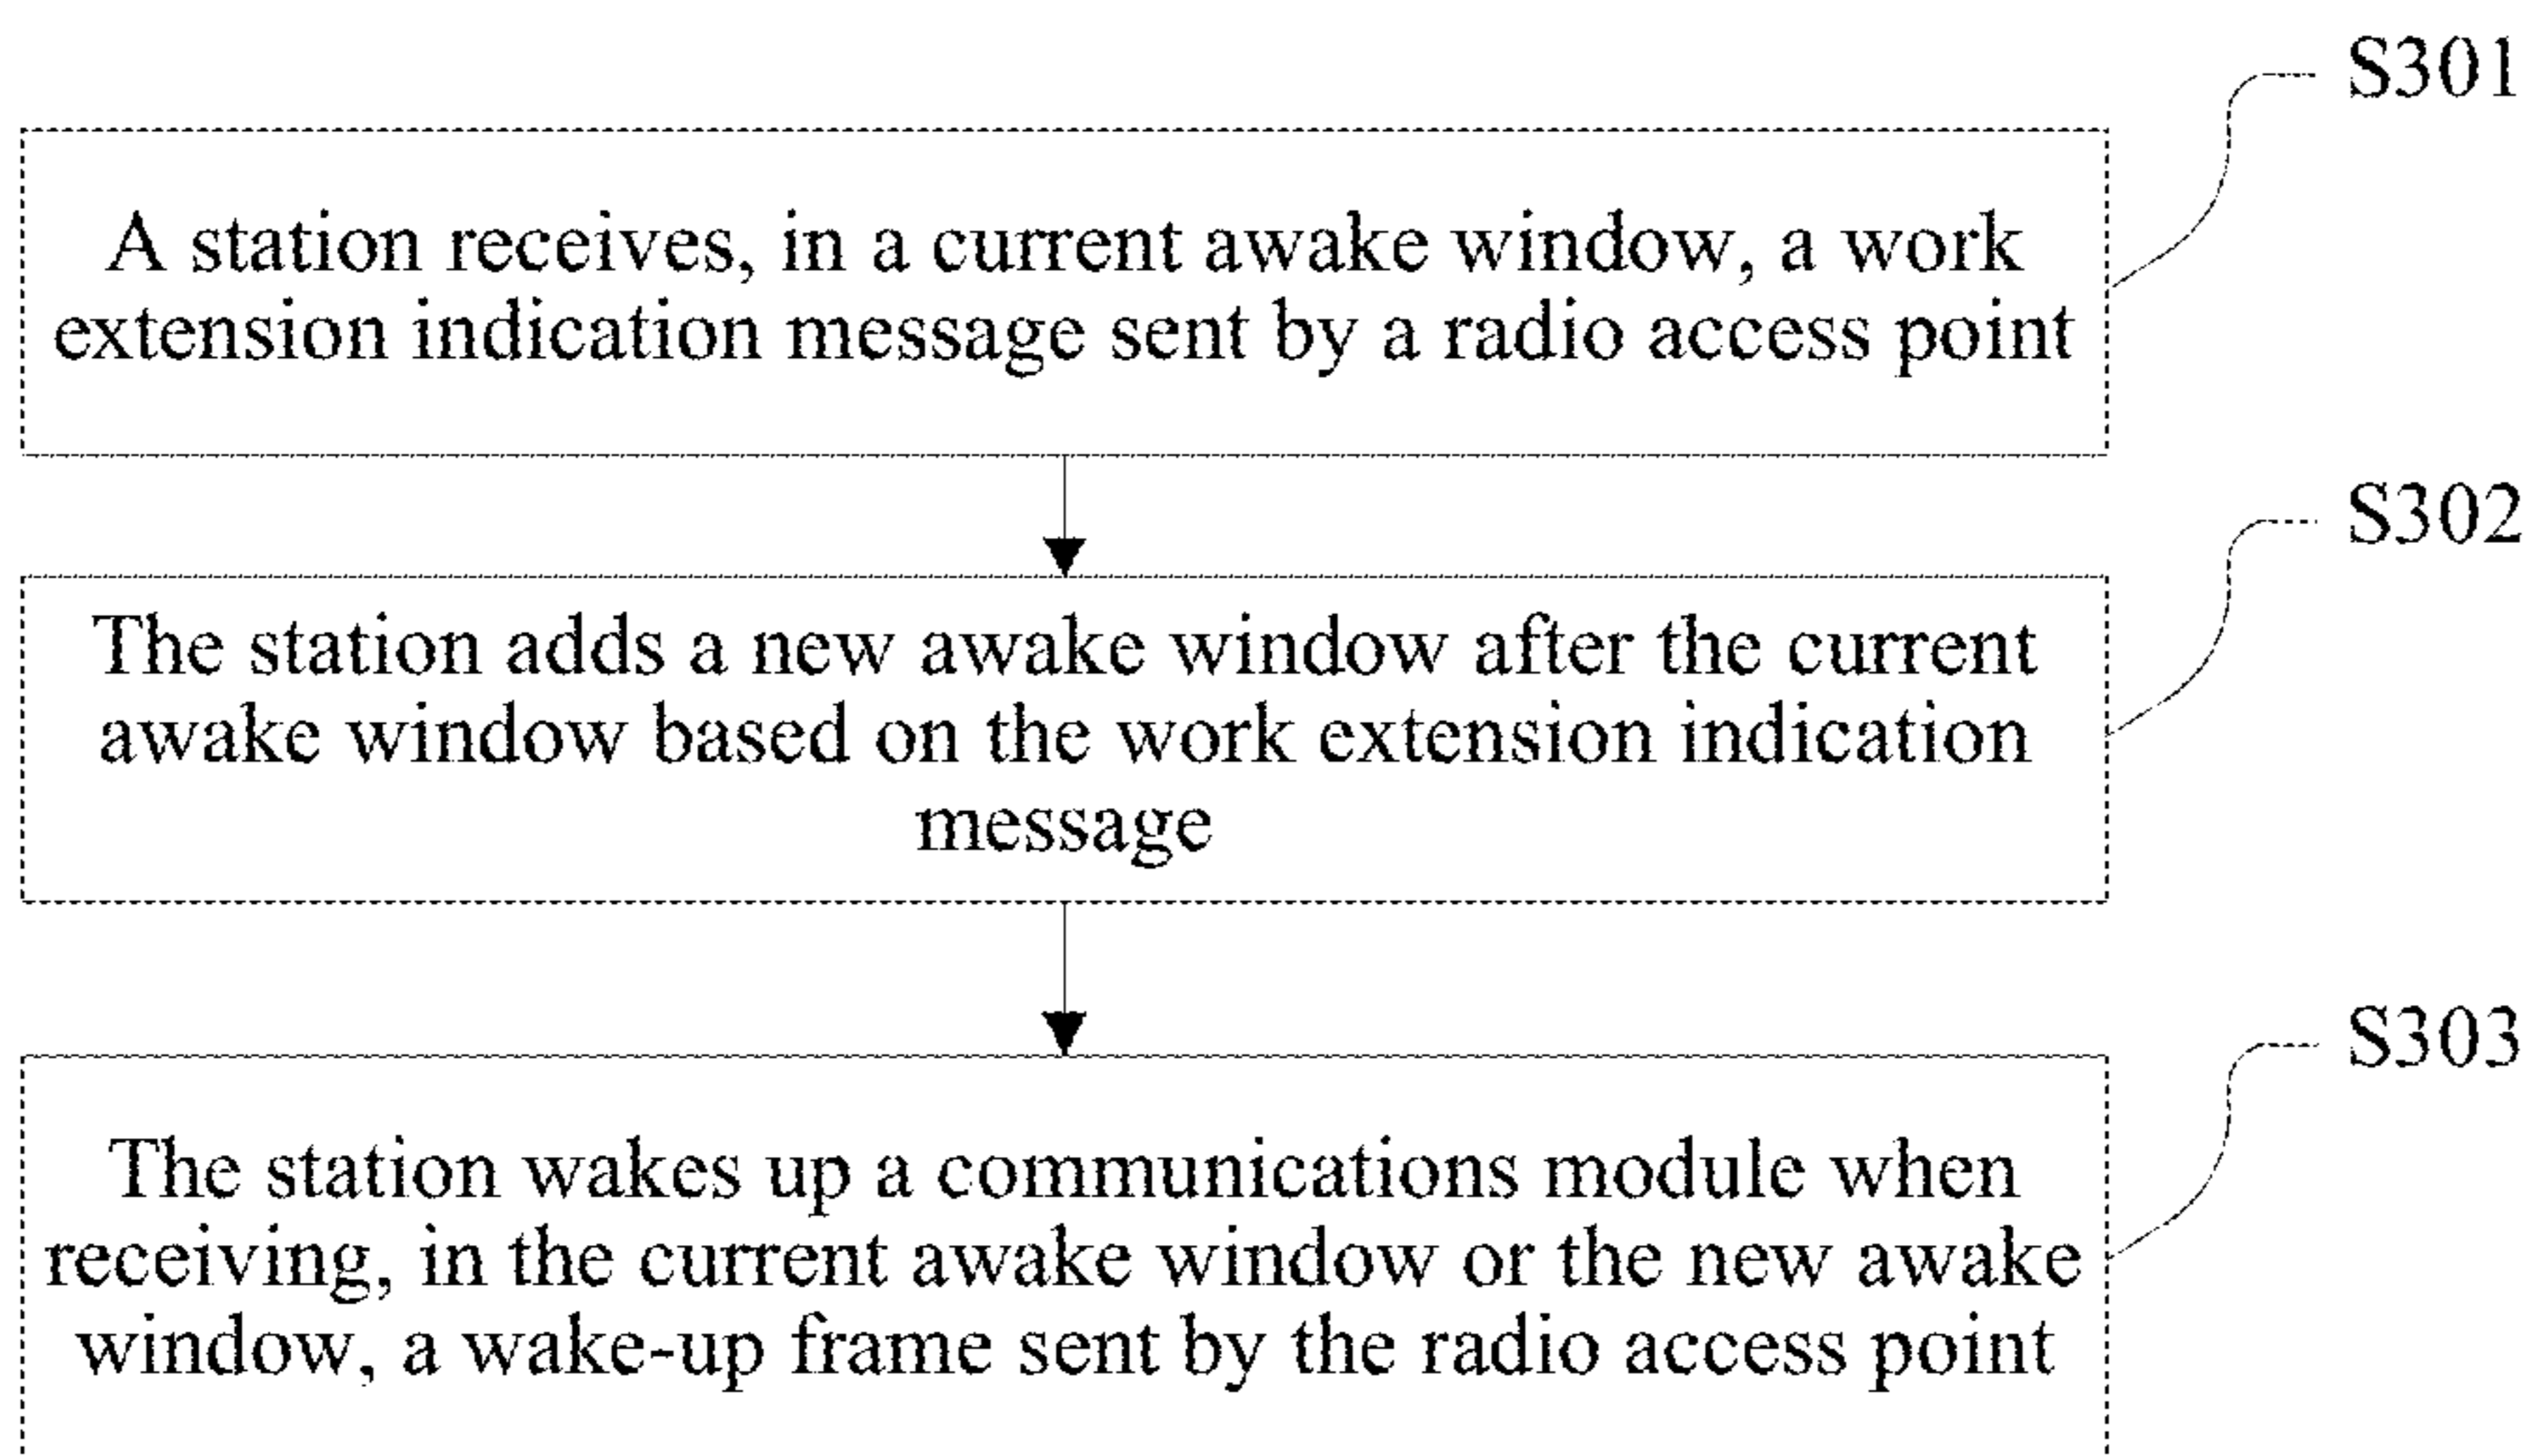 S301
A station receives, in a current awake window, a work
extension indication message sent by a radio access point
S302
The station adds a new awake window after the current
awake window based on the work extension indication
message
S303
The station wakes up a communications module when
receiving, in the current awake window or the new awake
window, a wake-up frame sent by the radio access point